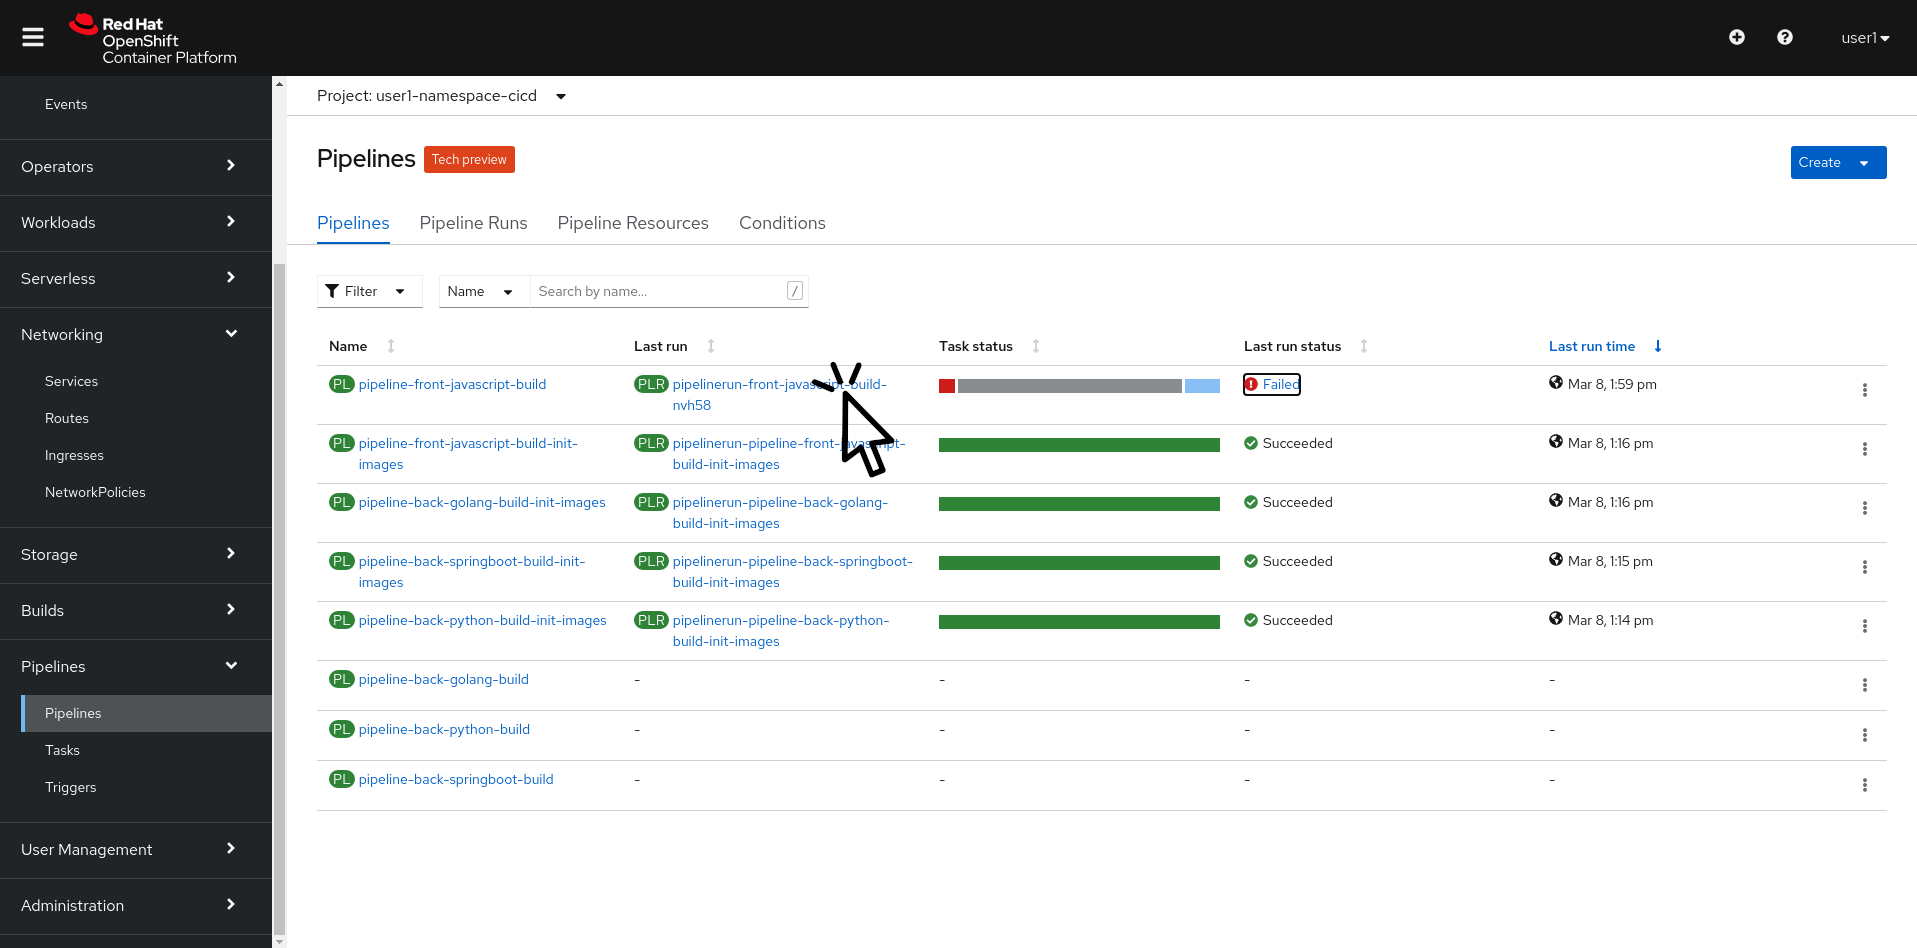 Red Hat
OpenShift
Container Platform
user1
Events
Operators
Workloads
Serverless
Networking
Services
Routes
Ingresses
NetworkPolicies
Storage
Builds
Pipelines
Pipelines
Tasks
Triggers
User Management
Administration
Project: user1-namespace-cicd
Pipelines Tech preview
Create
Pipelines Pipeline Runs Pipeline Resources Conditions
Filter Name Search by name... /
Name Last run Task status Last run status Last run time
PL pipeline-front-javascript-build PLR pipelinerun-front-javascript-build- Failed Mar 8, 1:59 pm
nvh58
PL pipeline-front-javascript-build-init- PLR pipelinerun-pipeline-front-javascript- Succeeded Mar 8, 1:16 pm
images build-init-images
PL pipeline-back-golang-build-init-images PLR pipelinerun-pipeline-back-golang- Succeeded Mar 8, 1:16 pm
build-init-images
PL pipeline-back-springboot-build-init- PLR pipelinerun-pipeline-back-springboot- Succeeded Mar 8, 1:15 pm
images build-init-images
PL pipeline-back-python-build-init-images PLR pipelinerun-pipeline-back-python- Succeeded Mar 8, 1:14 pm
build-init-images
PL pipeline-back-golang-build - - - -
PL pipeline-back-python-build - - - -
PL pipeline-back-springboot-build - - - -